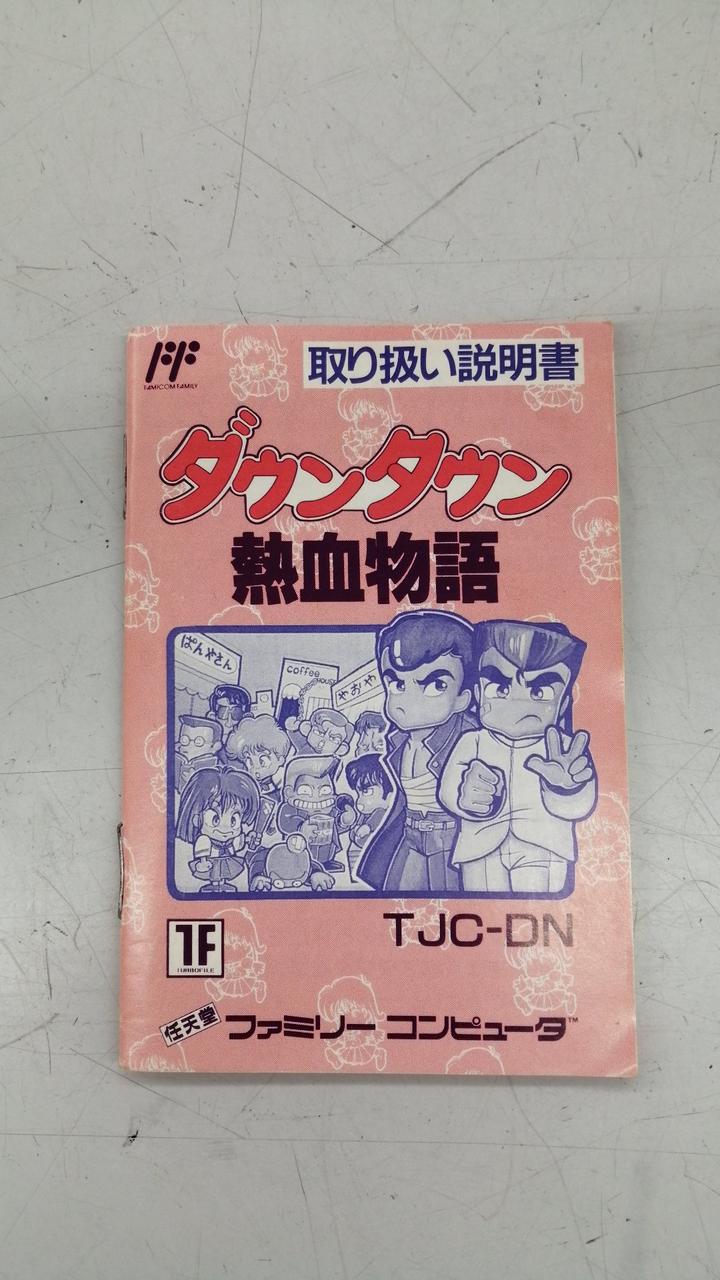 FAMICOM FAMILY
取り扱い説明書
ダウンタウン
熱血物語
ぱんやさん
coffee
HOUSE
やおや
TJC-DN
TF
TURBOFILE
任天堂 ファミリー コンピュータ™